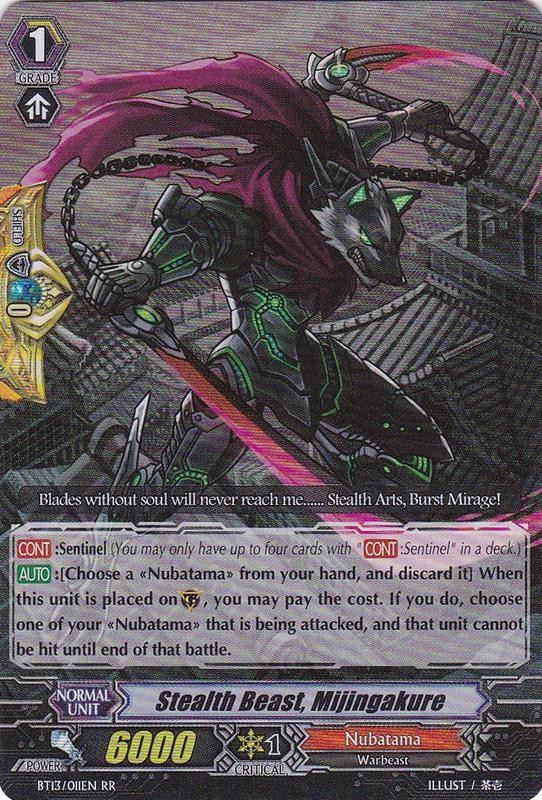 1
GRADE
SHIELD
0
Blades without soul will never reach me...... Stealth Arts, Burst Mirage!
CONT :Sentinel (You may only have up to four cards with "CONT :Sentinel" in a deck.)
AUTO :[Choose a «Nubatama» from your hand, and discard it] When
this unit is placed on G, you may pay the cost. If you do, choose
one of your «Nubatama» that is being attacked, and that unit cannot
be hit until end of that battle.
NORMAL
UNIT
Stealth Beast, Mijingakure
POWER
6000
1
CRITICAL
Nubatama
Warbeast
BT13/011EN RR
ILLUST / 茶壱